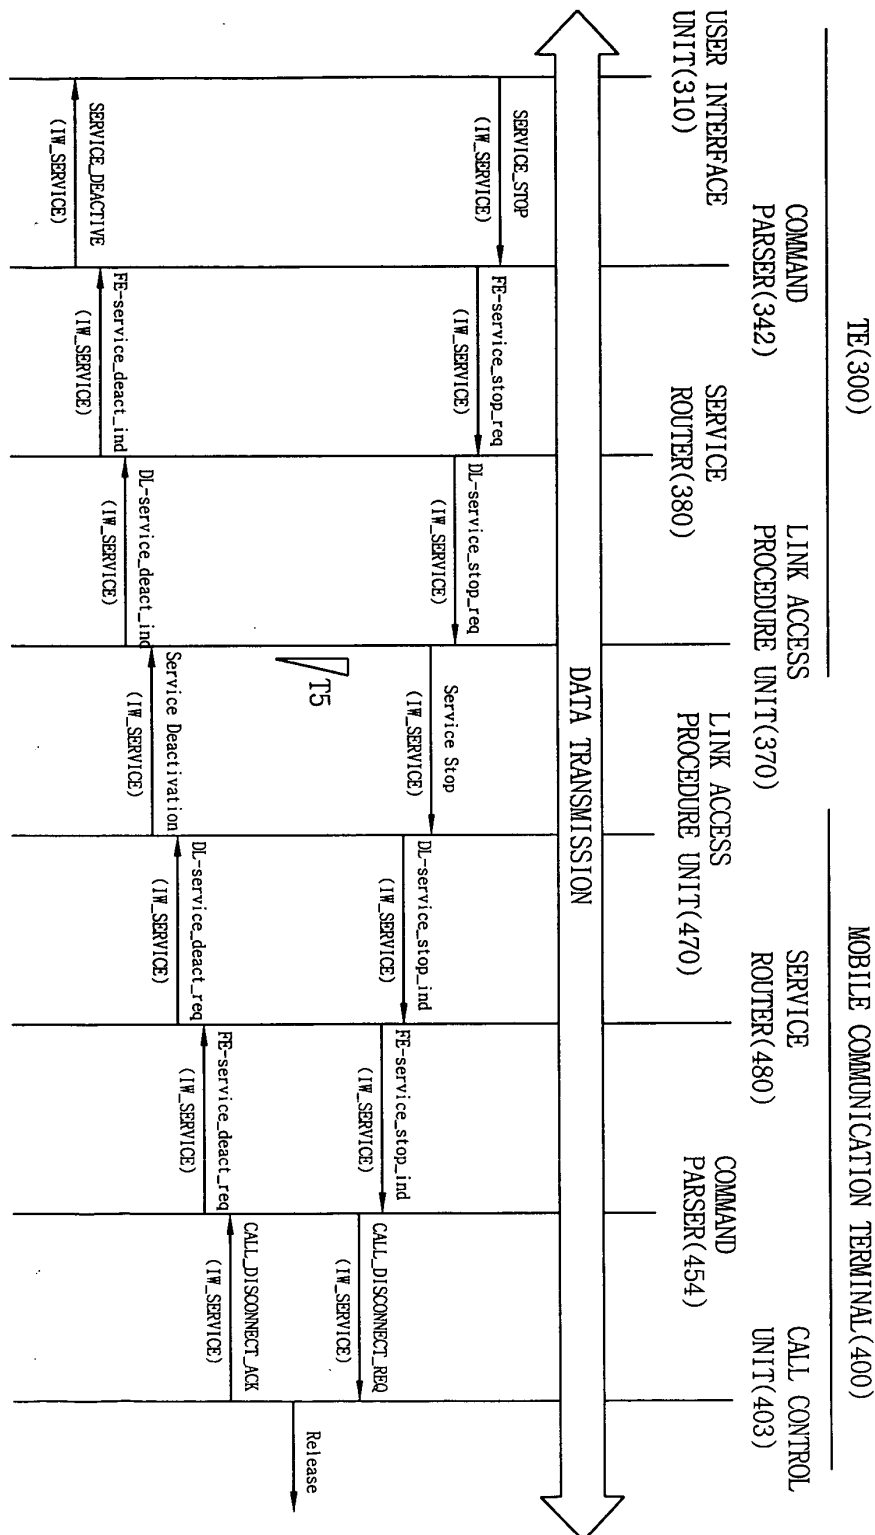 TE(300)
MOBILE COMMUNICATION TERMINAL(400)
USER INTERFACE
UNIT(310)
COMMAND
PARSER(342)
SERVICE
ROUTER(380)
LINK ACCESS
PROCEDURE UNIT(370)
LINK ACCESS
PROCEDURE UNIT(470)
SERVICE
ROUTER(480)
COMMAND
PARSER(454)
CALL CONTROL
UNIT(403)
DATA TRANSMISSION
SERVICE_STOP
(IW_SERVICE)
FE-service_stop_req
(IW_SERVICE)
DL-service_stop_req
(IW_SERVICE)
Service Stop
(IW_SERVICE)
DL-service_stop_ind
(IW_SERVICE)
FE-service_stop_ind
(IW_SERVICE)
CALL_DISCONNECT_REQ
(IW_SERVICE)
T5
Release
CALL_DISCONNECT_ACK
(IW_SERVICE)
FE-service_deact_req
(IW_SERVICE)
DL-service_deact_req
(IW_SERVICE)
Service Deactivation
(IW_SERVICE)
DL-service_deact_ind
(IW_SERVICE)
FE-service_deact_ind
(IW_SERVICE)
SERVICE_DEACTIVE
(IW_SERVICE)